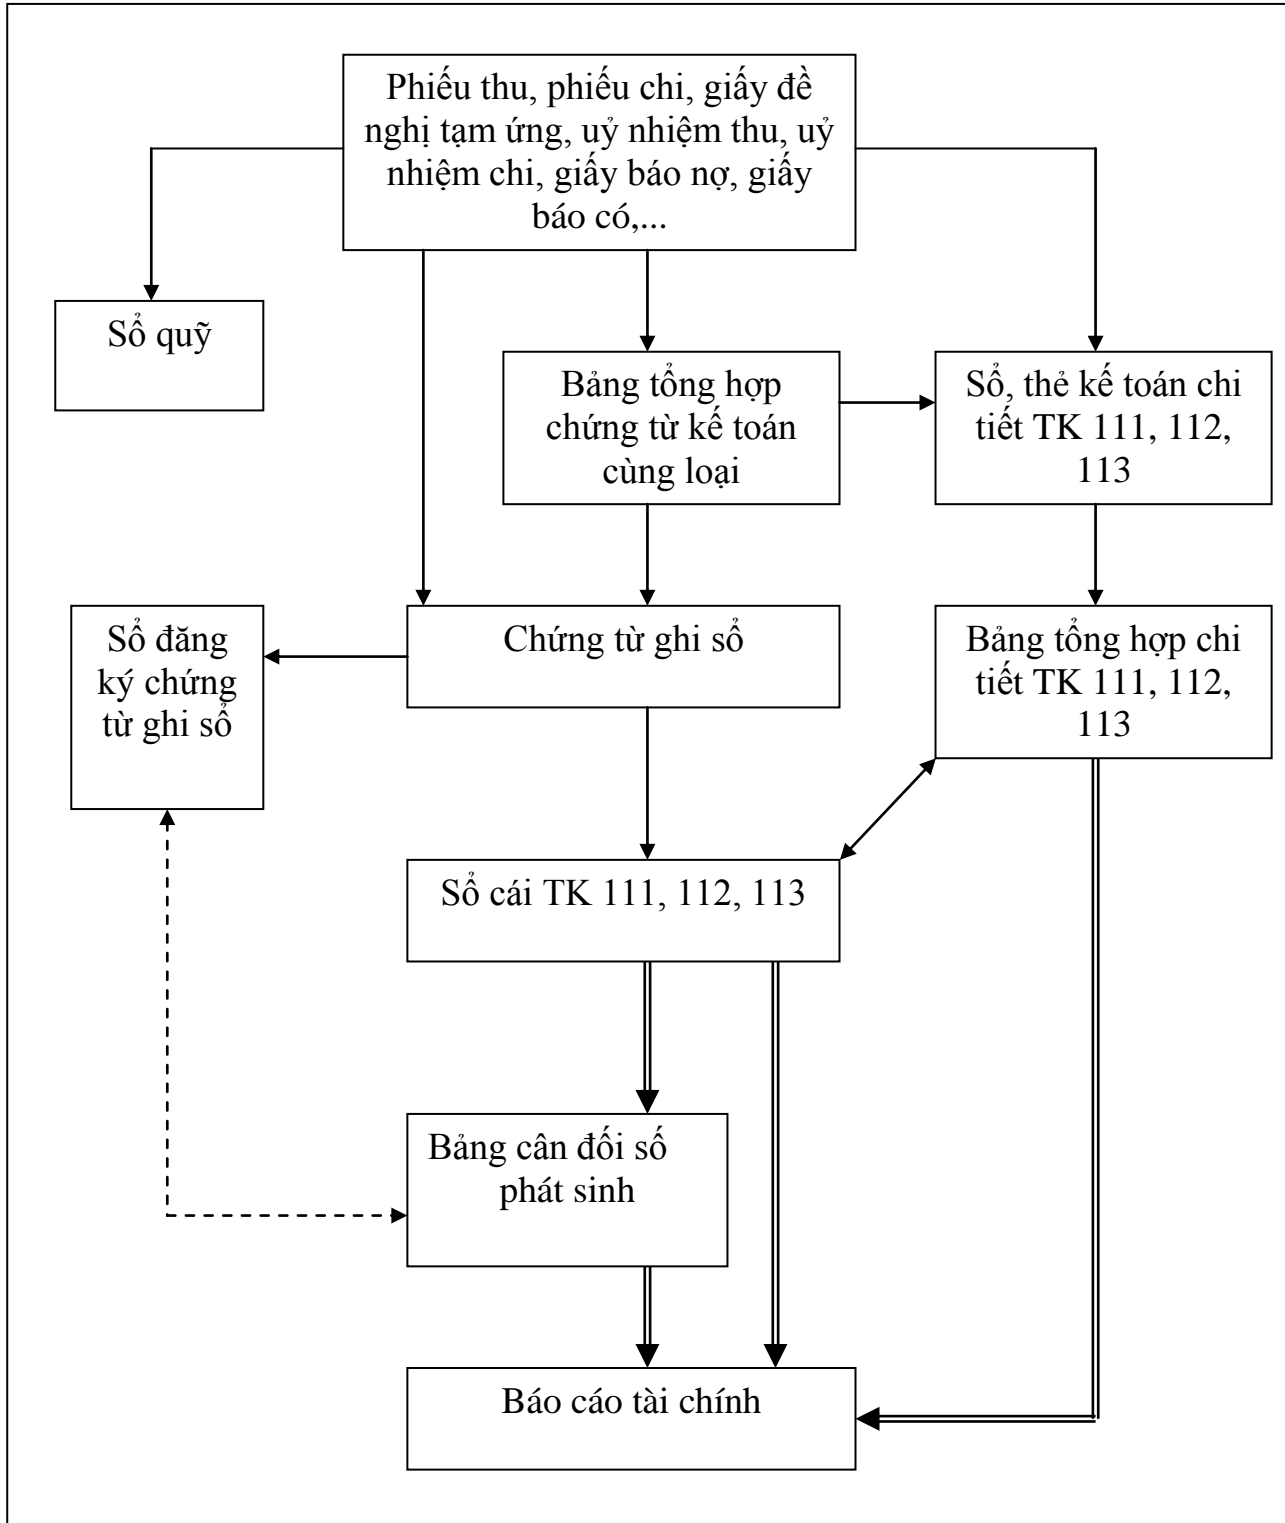 Phiếu thu, phiếu chi, giấy đề
nghị tạm ứng, uỷ nhiệm thu, uỷ
nhiệm chi, giấy báo nợ, giấy
báo có,...
Sổ quỹ
Bảng tổng hợp
chứng từ kế toán
cùng loại
Sổ, thẻ kế toán chi
tiết TK 111, 112,
113
Sổ đăng
ký chứng
từ ghi sổ
Chứng từ ghi sổ
Bảng tổng hợp chi
tiết TK 111, 112,
113
Sổ cái TK 111, 112, 113
Bảng cân đối số
phát sinh
Báo cáo tài chính